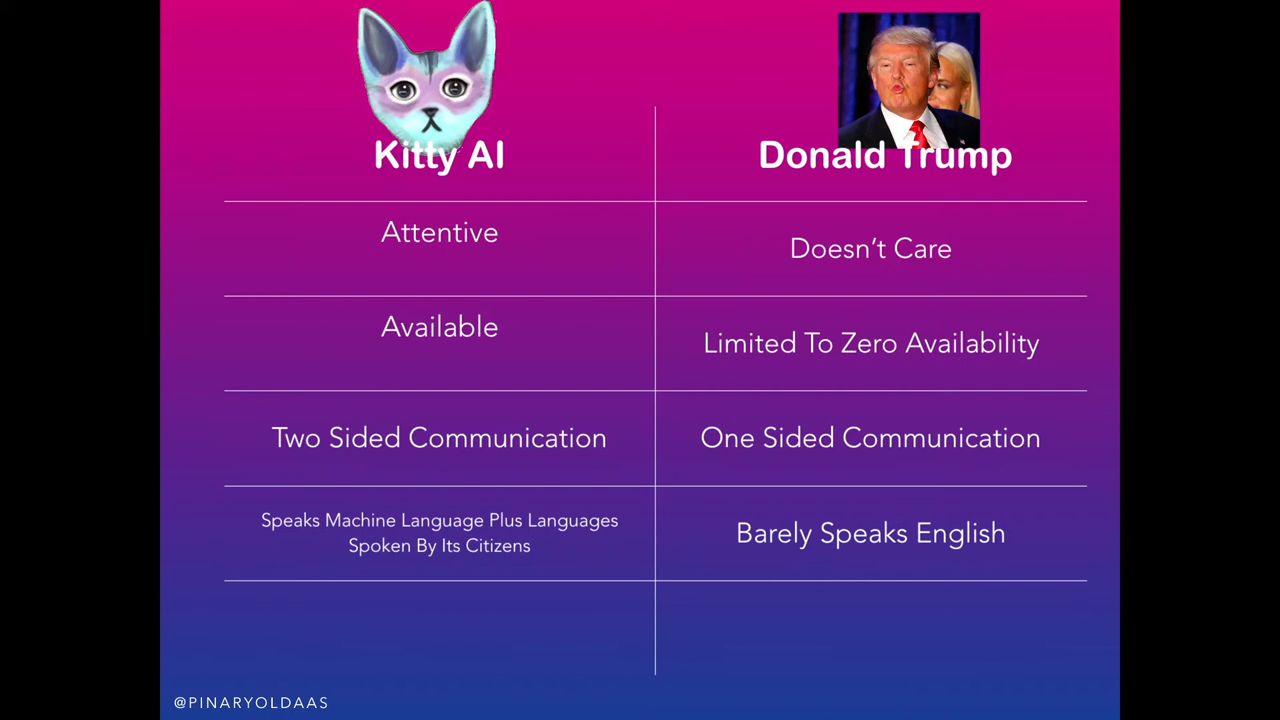 Kitty AI
Donald Trump
Attentive
Doesn’t Care
Available
Limited To Zero Availability
Two Sided Communication
One Sided Communication
Speaks Machine Language Plus Languages
Spoken By Its Citizens
Barely Speaks English
@PINARYOLDAAS